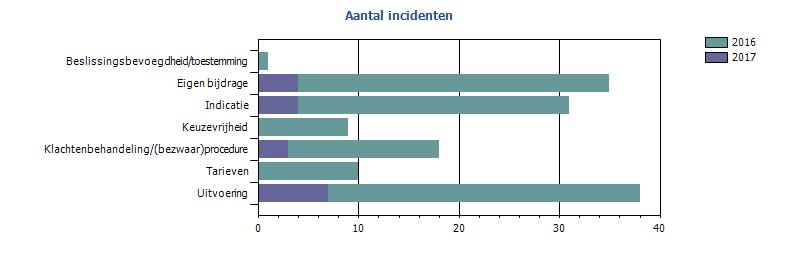 Aantal incidenten
2016
2017
Beslissingsbevoegdheid/toestemming
Eigen bijdrage
Indicatie
Keuzevrijheid
Klachtenbehandeling/(bezwaar)procedure
Tarieven
Uitvoering
0 10 20 30 40